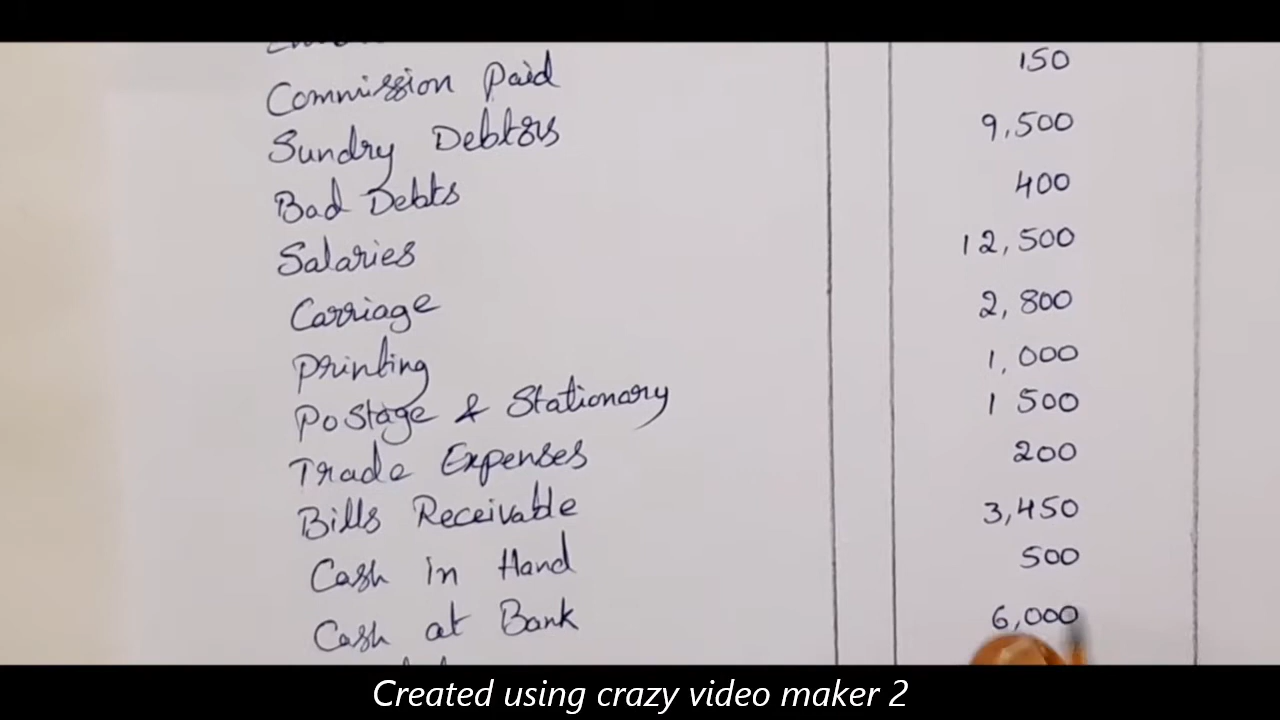 Commission Paid 150
Sundry Debtors 9,500
Bad Debts 400
Salaries 12,500
Carriage 2,800
Printing 1,000
Postage & Stationary 1 500
Trade Expenses 200
Bills Receivable 3,450
Cash in Hand 500
Cash at Bank 6,000
Created using crazy video maker 2